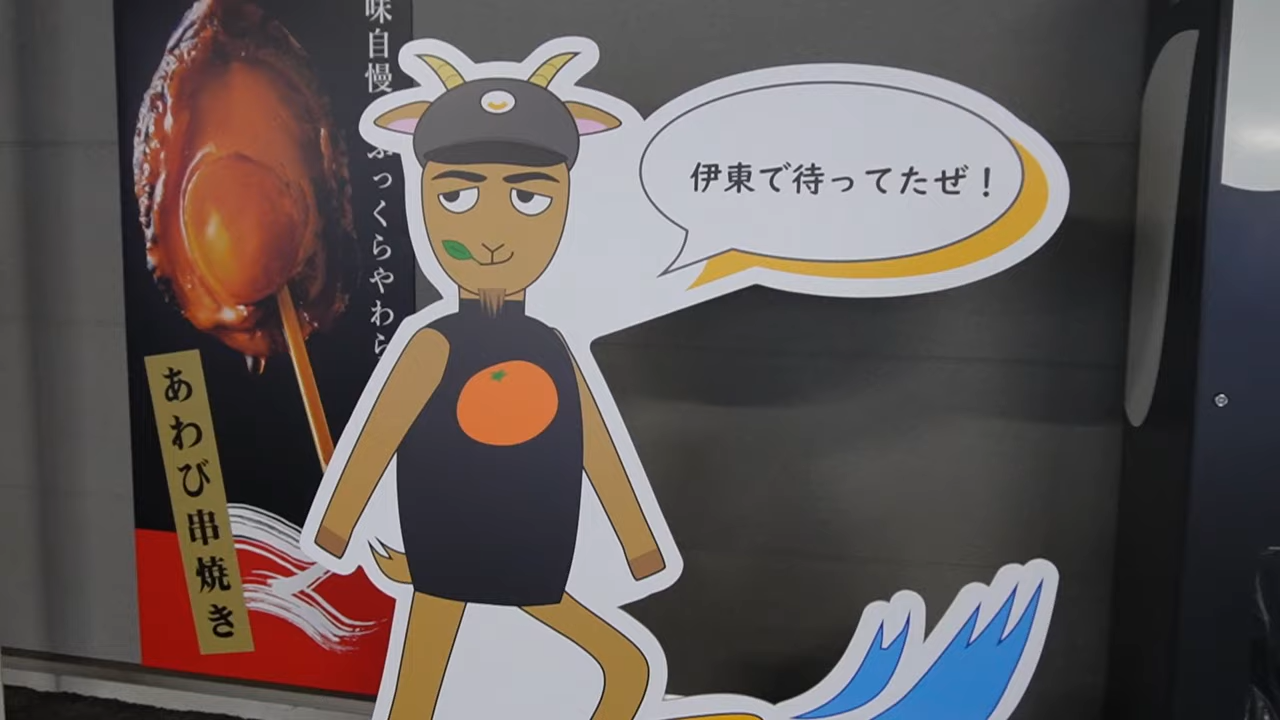 味自慢
ふっくらやわら
あわび串焼き
伊東で待ってたぜ！